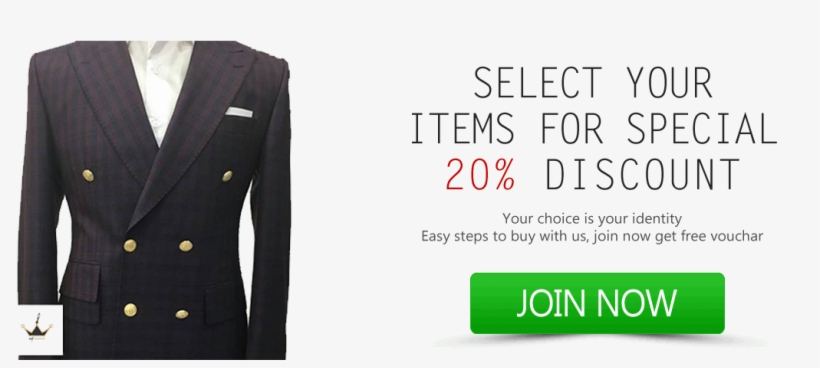 SELECT YOUR
ITEMS FOR SPECIAL
20% DISCOUNT
Your choice is your identity
Easy steps to buy with us, join now get free vouchar
JOIN NOW